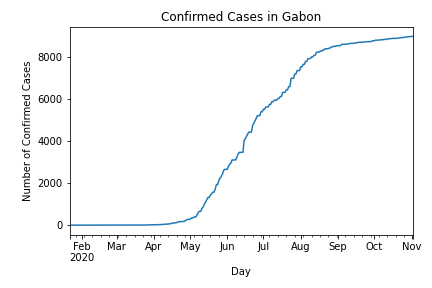 Confirmed Cases in Gabon
Number of Confirmed Cases
8000
6000
4000
2000
0
Feb Mar Apr May Jun Jul Aug Sep Oct Nov
2020
Day